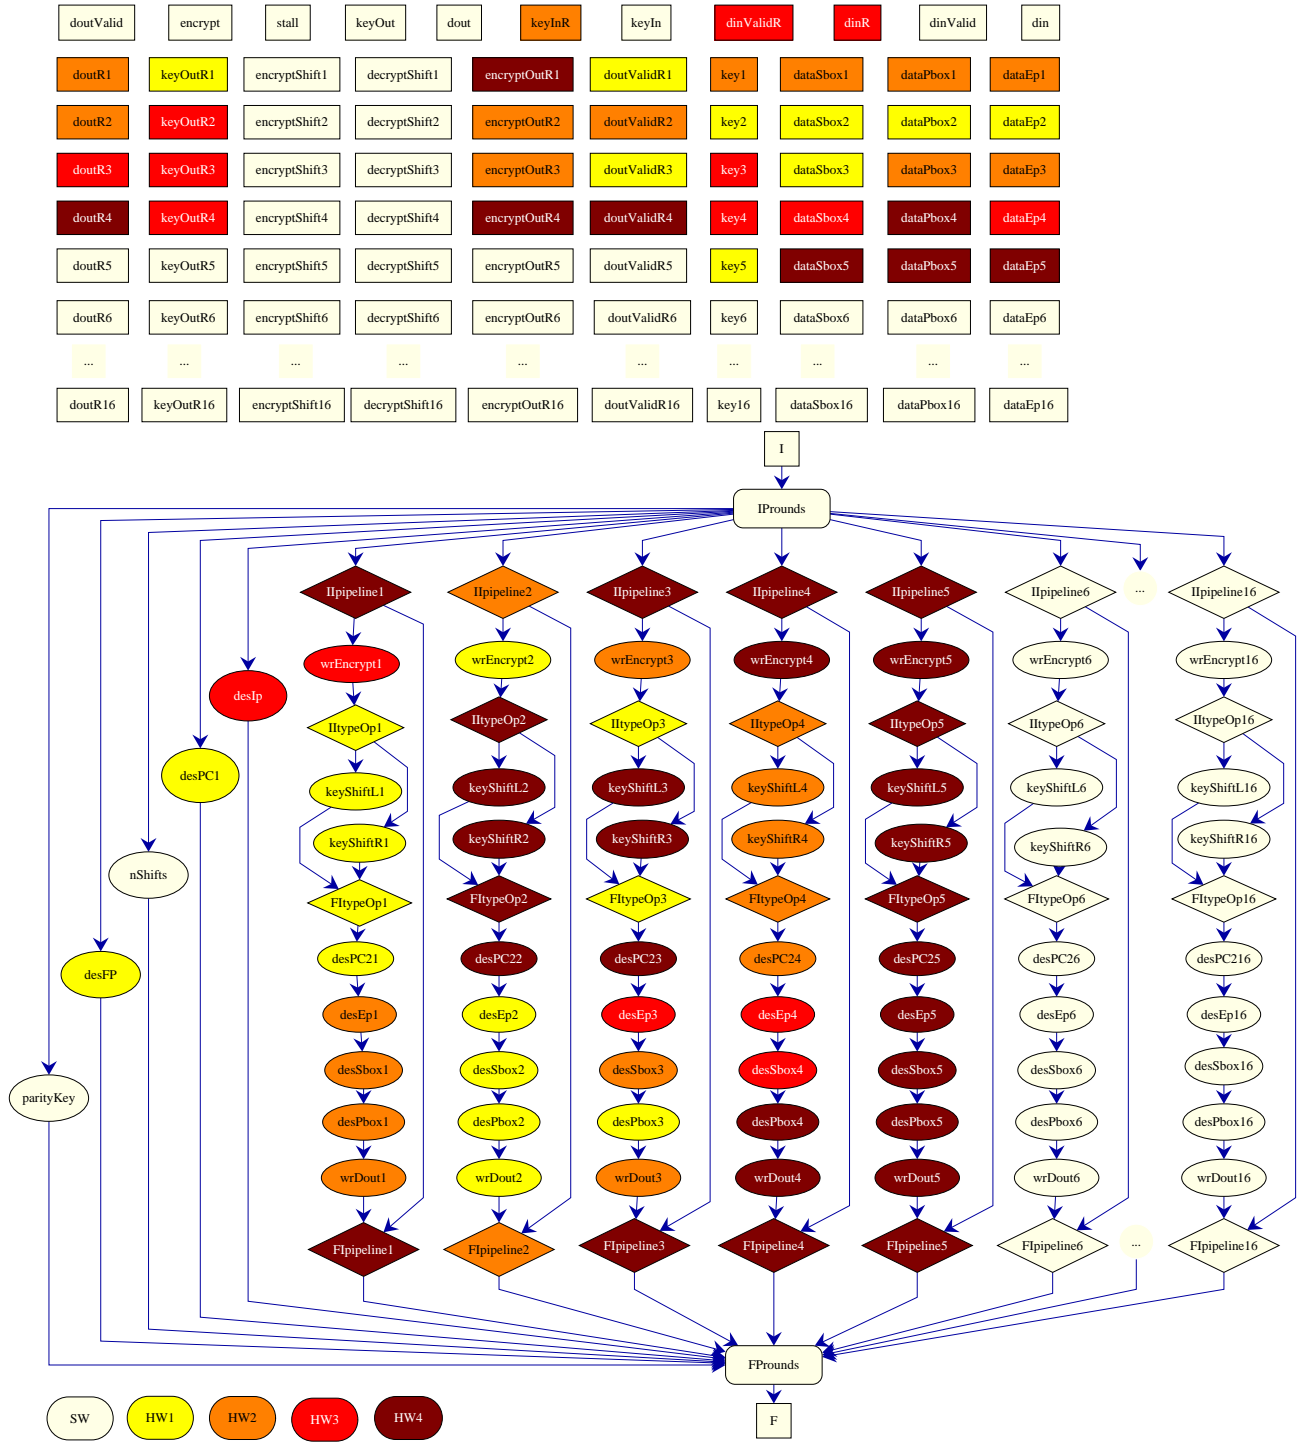 doutValid encrypt stall keyOut dout keyInR keyIn dinValidR dinR dinValid din
doutR1 keyOutR1 encryptShift1 decryptShift1 encryptOutR1 doutValidR1 key1 dataSbox1 dataPbox1 dataEp1
doutR2 keyOutR2 encryptShift2 decryptShift2 encryptOutR2 doutValidR2 key2 dataSbox2 dataPbox2 dataEp2
doutR3 keyOutR3 encryptShift3 decryptShift3 encryptOutR3 doutValidR3 key3 dataSbox3 dataPbox3 dataEp3
doutR4 keyOutR4 encryptShift4 decryptShift4 encryptOutR4 doutValidR4 key4 dataSbox4 dataPbox4 dataEp4
doutR5 keyOutR5 encryptShift5 decryptShift5 encryptOutR5 doutValidR5 key5 dataSbox5 dataPbox5 dataEp5
doutR6 keyOutR6 encryptShift6 decryptShift6 encryptOutR6 doutValidR6 key6 dataSbox6 dataPbox6 dataEp6
... ... ... ... ... ... ... ... ... ...
doutR16 keyOutR16 encryptShift16 decryptShift16 encryptOutR16 doutValidR16 key16 dataSbox16 dataPbox16 dataEp16
I
IProunds
IIpipeline1 IIpipeline2 IIpipeline3 IIpipeline4 IIpipeline5 IIpipeline6 ... IIpipeline16
wrEncrypt1 wrEncrypt2 wrEncrypt3 wrEncrypt4 wrEncrypt5 wrEncrypt6 wrEncrypt16
desIp
IItypeOp1 IItypeOp2 IItypeOp3 IItypeOp4 IItypeOp5 IItypeOp6 IItypeOp16
desPC1
keyShiftL1 keyShiftL2 keyShiftL3 keyShiftL4 keyShiftL5 keyShiftL6 keyShiftL16
keyShiftR1 keyShiftR2 keyShiftR3 keyShiftR4 keyShiftR5 keyShiftR6 keyShiftR16
nShifts
FItypeOp1 FItypeOp2 FItypeOp3 FItypeOp4 FItypeOp5 FItypeOp6 FItypeOp16
desPC21 desPC22 desPC23 desPC24 desPC25 desPC26 desPC216
desFP
desEp1 desEp2 desEp3 desEp4 desEp5 desEp6 desEp16
desSbox1 desSbox2 desSbox3 desSbox4 desSbox5 desSbox6 desSbox16
parityKey
desPbox1 desPbox2 desPbox3 desPbox4 desPbox5 desPbox6 desPbox16
wrDout1 wrDout2 wrDout3 wrDout4 wrDout5 wrDout6 wrDout16
FIpipeline1 FIpipeline2 FIpipeline3 FIpipeline4 FIpipeline5 FIpipeline6 ... FIpipeline16
FProunds
F
SW HW1 HW2 HW3 HW4